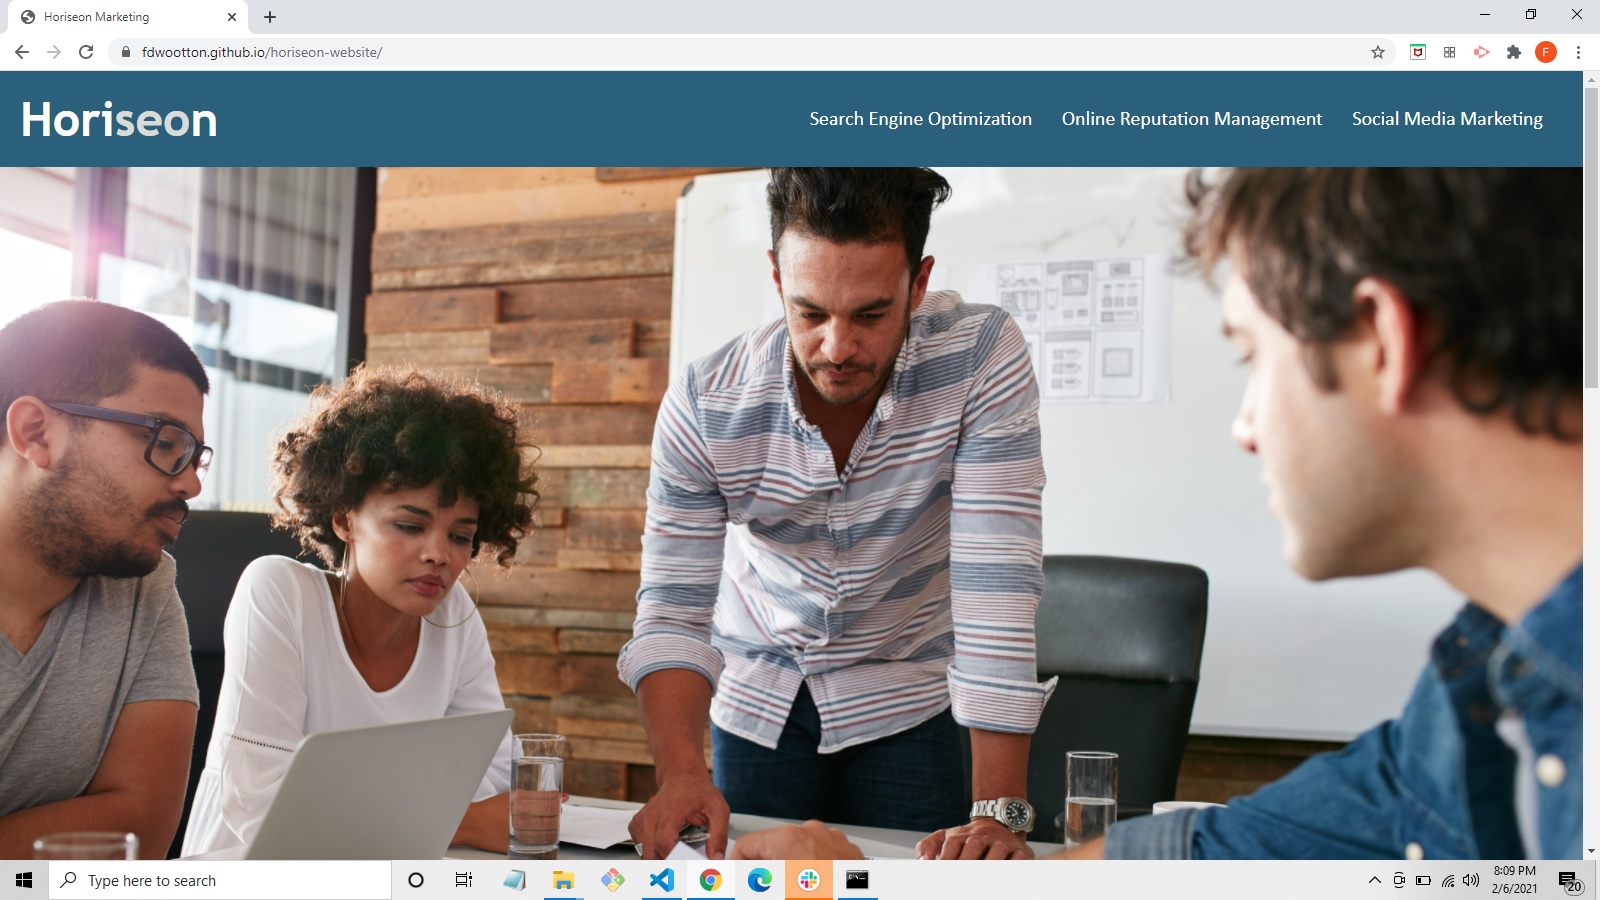 Horiseon Marketing
fdwootton.github.io/horiseon-website/
F
Horiseon
Search Engine Optimization
Online Reputation Management
Social Media Marketing
Type here to search
8:09 PM
2/6/2021
20